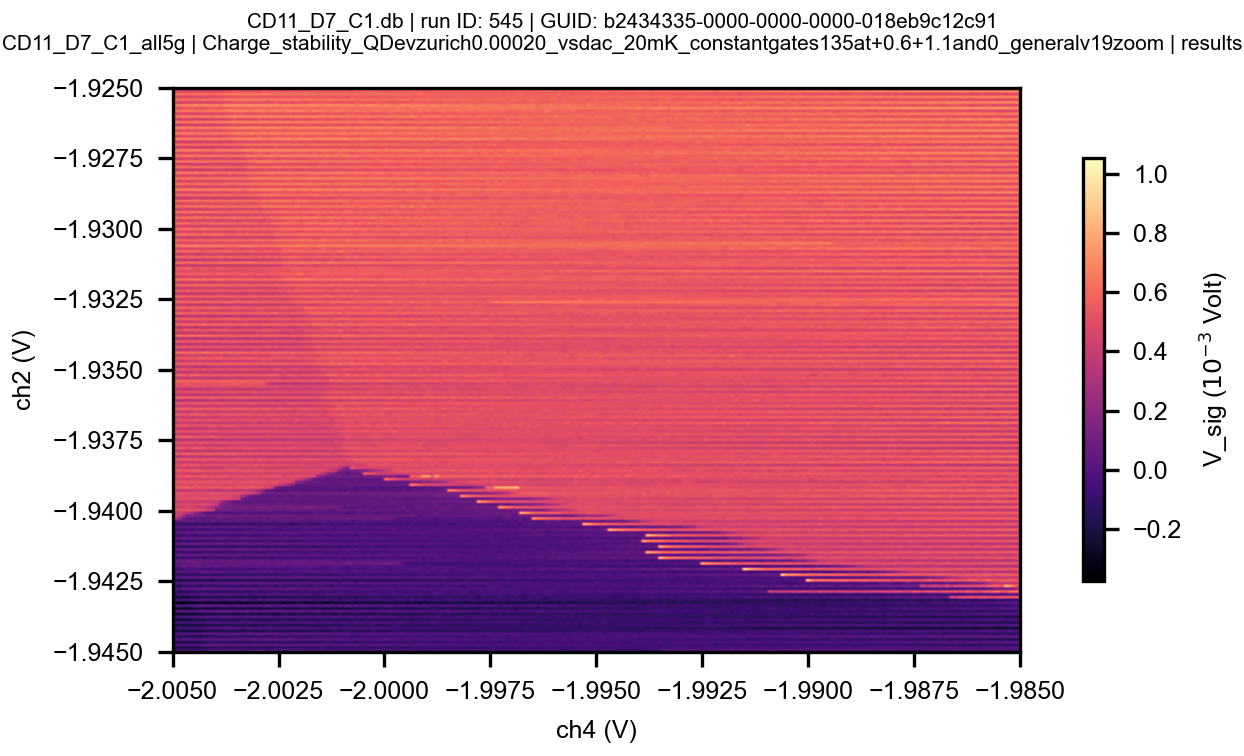 CD11_D7_C1.db | run ID: 545 | GUID: b2434335-0000-0000-0000-018eb9c12c91
CD11_D7_C1_all5g | Charge_stability_QDevzurich0.00020_vsdac_20mK_constantgates135at+0.6+1.1and0_generalv19zoom | results
−1.9250
−1.9275
−1.9300
−1.9325
−1.9350
−1.9375
−1.9400
−1.9425
−1.9450
ch2 (V)
−2.0050 −2.0025 −2.0000 −1.9975 −1.9950 −1.9925 −1.9900 −1.9875 −1.9850
ch4 (V)
1.0
0.8
0.6
0.4
0.2
0.0
−0.2
V_sig (10⁻³ Volt)